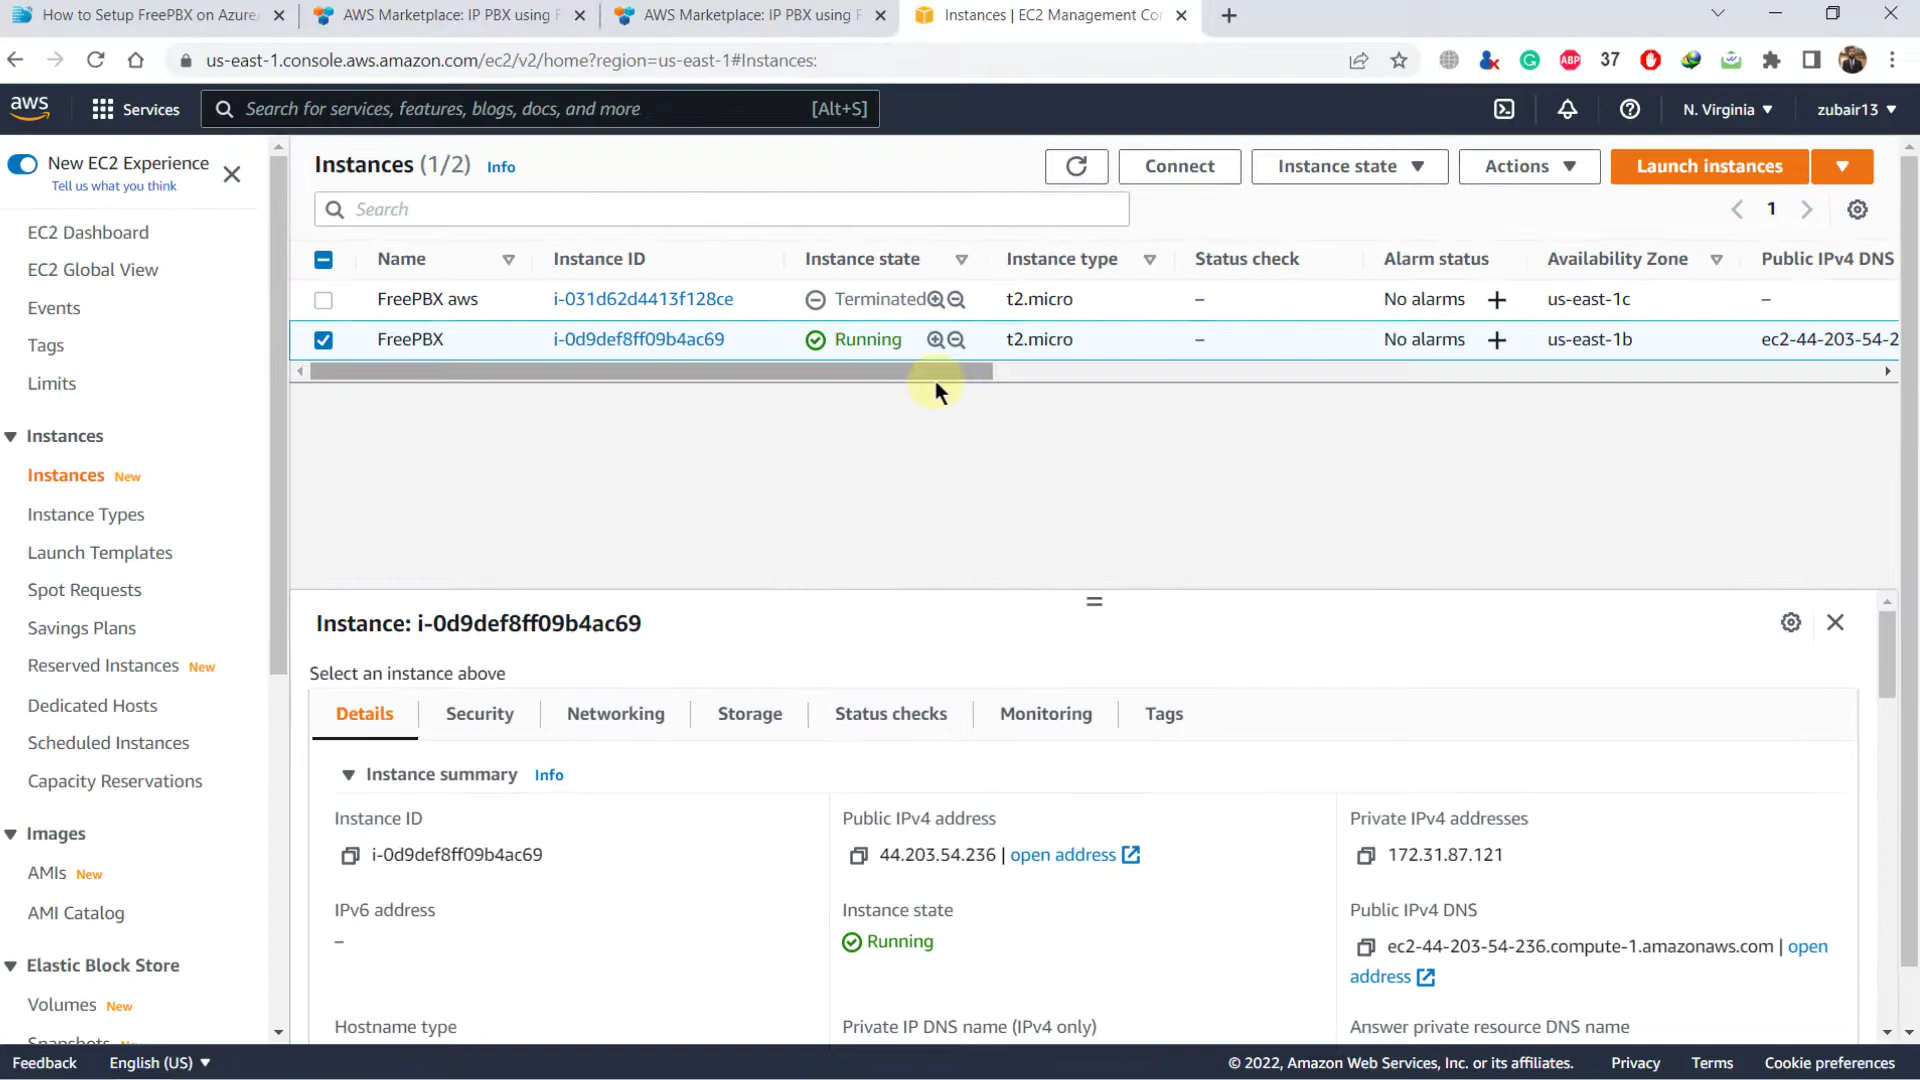 How to Setup FreePBX on Azure,
AWS Marketplace: IP PBX using F
AWS Marketplace: IP PBX using F
Instances | EC2 Management Co
us-east-1.console.aws.amazon.com/ec2/v2/home?region=us-east-1#Instances:
ABP
37
aws
Services
Search for services, features, blogs, docs, and more
[Alt+S]
N. Virginia
zubair13
New EC2 Experience
Tell us what you think
EC2 Dashboard
EC2 Global View
Events
Tags
Limits
Instances
Instances New
Instance Types
Launch Templates
Spot Requests
Savings Plans
Reserved Instances New
Dedicated Hosts
Scheduled Instances
Capacity Reservations
Images
AMIs New
AMI Catalog
Elastic Block Store
Volumes New
Snapshots
Instances (1/2) Info
Connect
Instance state
Actions
Launch instances
Search
1
Name Instance ID Instance state Instance type Status check Alarm status Availability Zone Public IPv4 DNS
FreePBX aws i-031d62d4413f128ce Terminated t2.micro – No alarms + us-east-1c –
FreePBX i-0d9def8ff09b4ac69 Running t2.micro – No alarms + us-east-1b ec2-44-203-54-2
Instance: i-0d9def8ff09b4ac69
Select an instance above
Details Security Networking Storage Status checks Monitoring Tags
Instance summary Info
Instance ID
i-0d9def8ff09b4ac69
Public IPv4 address
44.203.54.236 | open address
Private IPv4 addresses
172.31.87.121
IPv6 address
–
Instance state
Running
Public IPv4 DNS
ec2-44-203-54-236.compute-1.amazonaws.com | open
address
Hostname type
Private IP DNS name (IPv4 only)
Answer private resource DNS name
Feedback
English (US)
© 2022, Amazon Web Services, Inc. or its affiliates.
Privacy
Terms
Cookie preferences